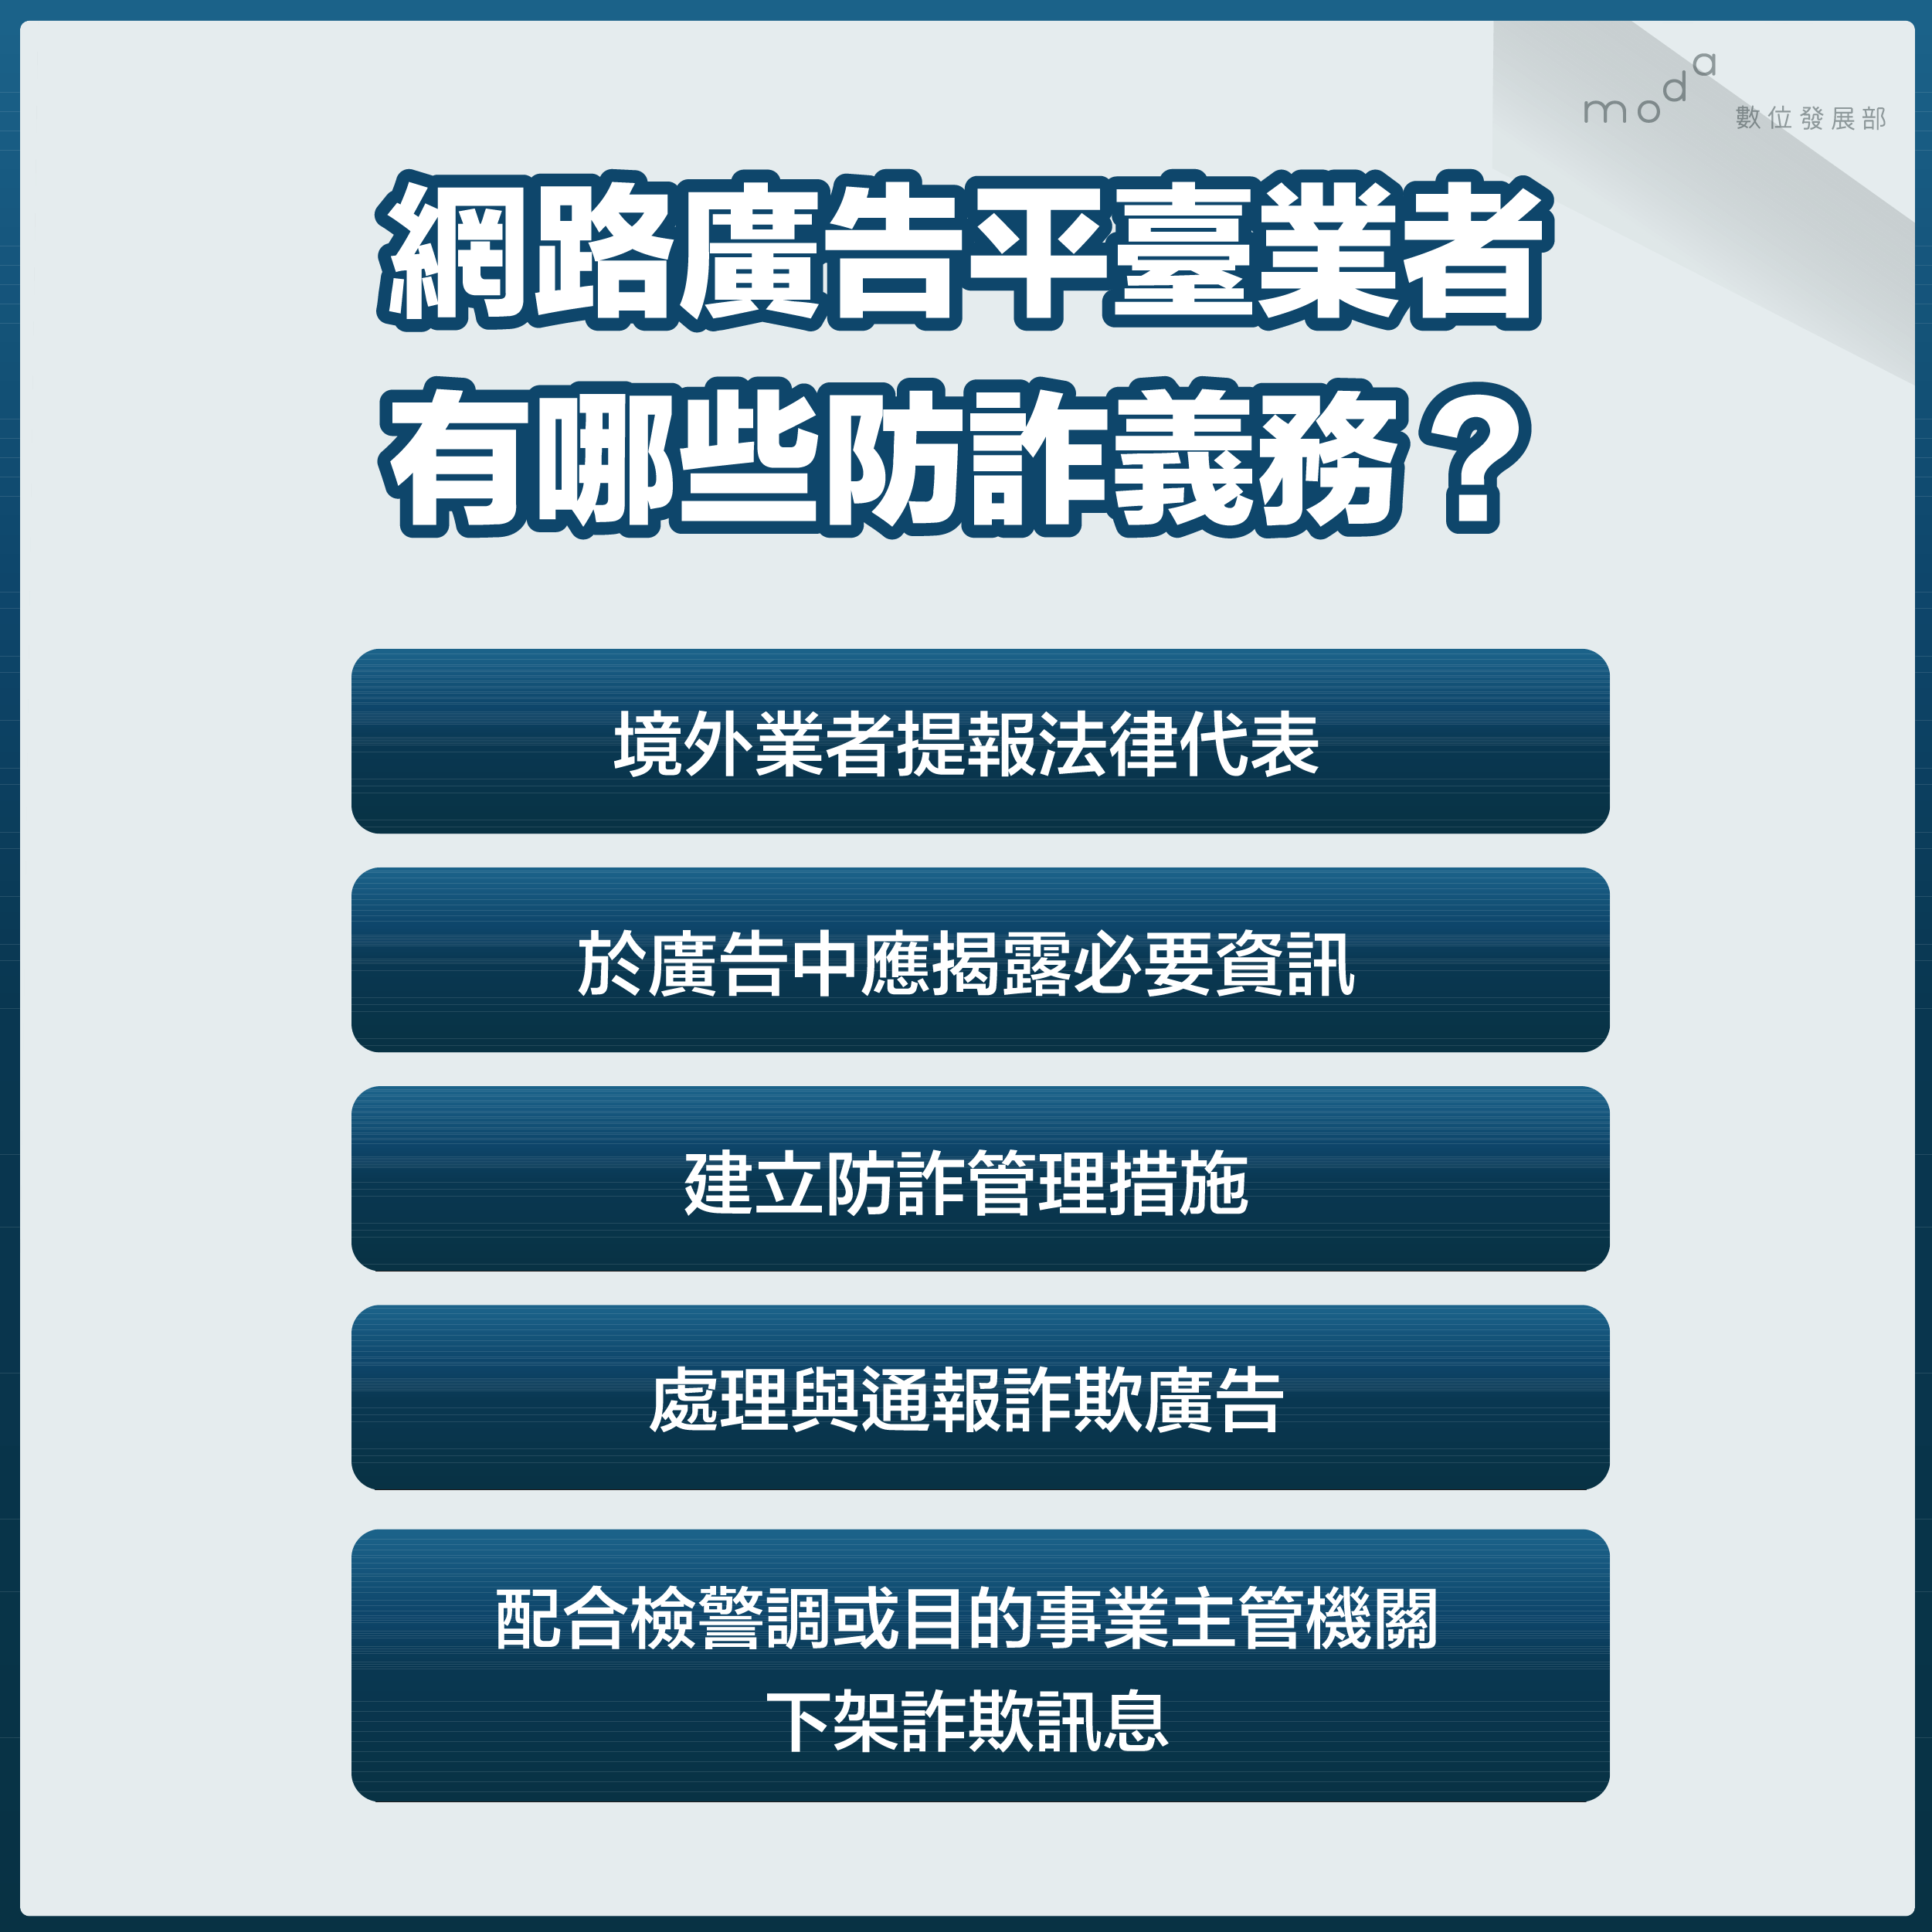 moda 數位發展部
網路廣告平臺業者
有哪些防詐義務？
境外業者提報法律代表
於廣告中應揭露必要資訊
建立防詐管理措施
處理與通報詐欺廣告
配合檢警調或目的事業主管機關
下架詐欺訊息